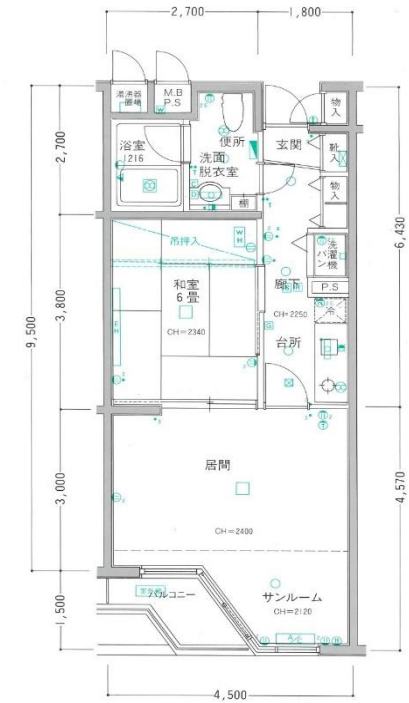 2,700
1,800
湯沸器
置場
M.B
P.S
物
入
便所
玄関
浴室
1216
洗面
脱衣室
靴
入
物
入
棚
吊押入
W
H
洗濯機
パン
廊下
P.S
和室
6畳
CH=2340
CH=2250
冷
台所
居間
CH=2400
バルコニー
サンルーム
CH=2120
2,700
3,800
9,500
3,000
1,500
6,430
4,570
4,500